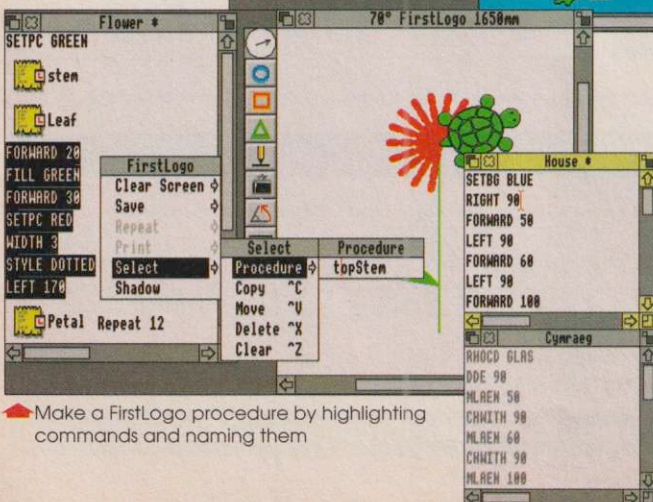 Flower *
SETPC GREEN
stem
Leaf
FORWARD 20
FILL GREEN
FORWARD 30
SETPC RED
WIDTH 3
STYLE DOTTED
LEFT 170
Petal Repeat 12
FirstLogo
Clear Screen
Save
Repeat
Print
Select
Shadow
Select
Procedure
Copy ^C
Move ^V
Delete ^X
Clear ^Z
Procedure
topStem
70° FirstLogo 1650mm
House *
SETBG BLUE
RIGHT 90
FORWARD 50
LEFT 90
FORWARD 60
LEFT 90
FORWARD 100
Cymraeg
RHOCD GLAS
DDE 90
MLAEN 50
CHWITH 90
MLAEN 60
CHWITH 90
MLAEN 100
Make a FirstLogo procedure by highlighting
commands and naming them